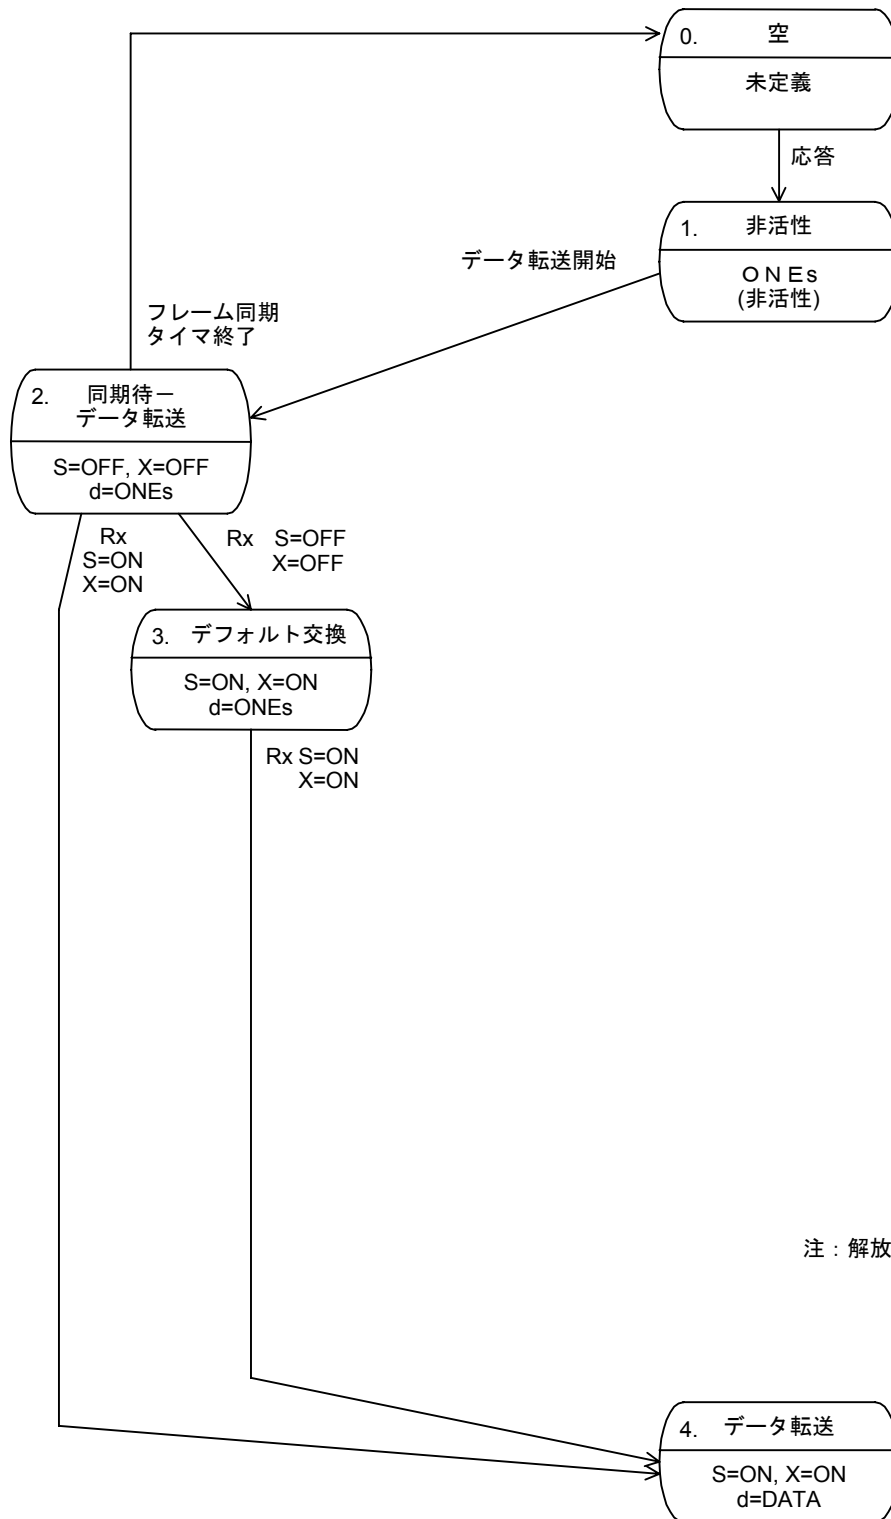 0. 空
未定義
応答
1. 非活性
ＯＮＥs
(非活性)
データ転送開始
フレーム同期
タイマ終了
2. 同期待－
データ転送
S=OFF, X=OFF
d=ONEs
Rx
S=ON
X=ON
Rx S=OFF
X=OFF
3. デフォルト交換
S=ON, X=ON
d=ONEs
Rx S=ON
X=ON
注：解放
4. データ転送
S=ON, X=ON
d=DATA